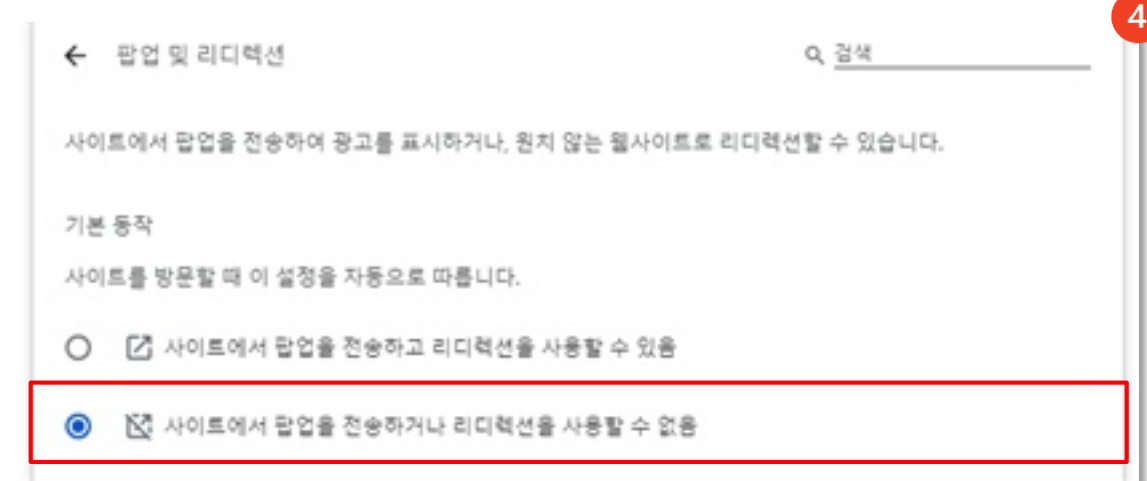 4
팝업 및 리디렉션
검색
사이트에서 팝업을 전송하여 광고를 표시하거나, 원치 않는 웹사이트로 리디렉션할 수 있습니다.
기본 동작
사이트를 방문할 때 이 설정을 자동으로 따릅니다.
사이트에서 팝업을 전송하고 리디렉션을 사용할 수 있음
사이트에서 팝업을 전송하거나 리디렉션을 사용할 수 없음